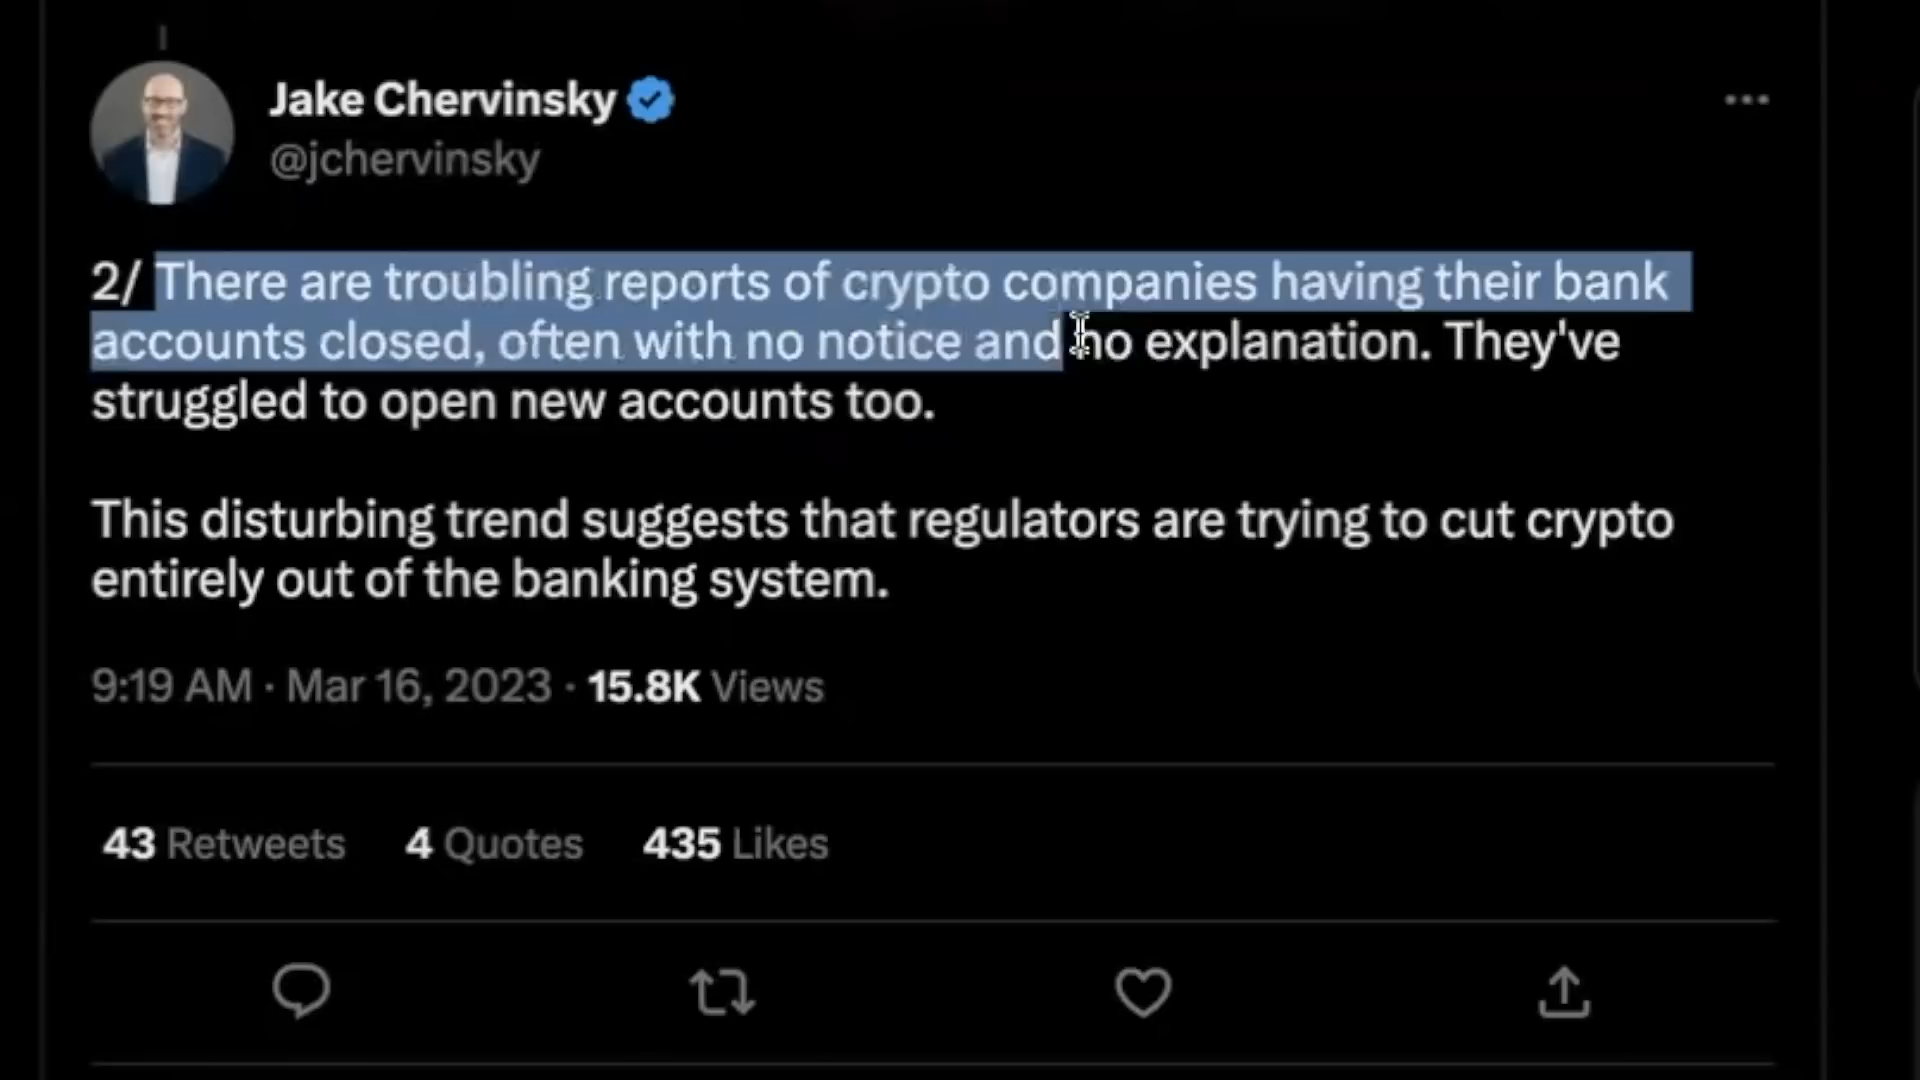 Jake Chervinsky
@jchervinsky
2/ There are troubling reports of crypto companies having their bank
accounts closed, often with no notice and no explanation. They've
struggled to open new accounts too.
This disturbing trend suggests that regulators are trying to cut crypto
entirely out of the banking system.
9:19 AM · Mar 16, 2023 · 15.8K Views
43 Retweets 4 Quotes 435 Likes